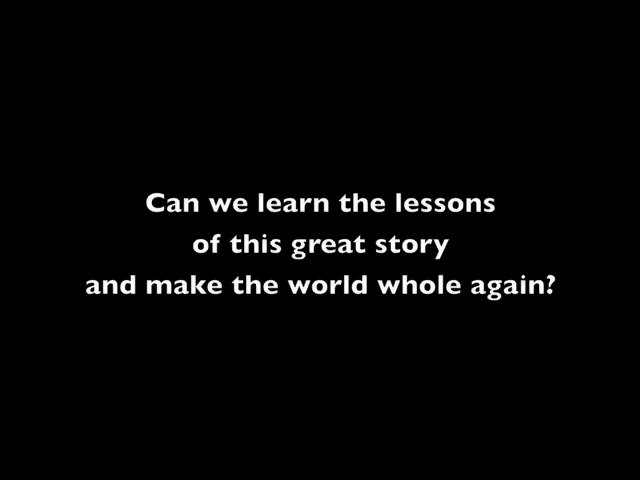 Can we learn the lessons
of this great story
and make the world whole again?